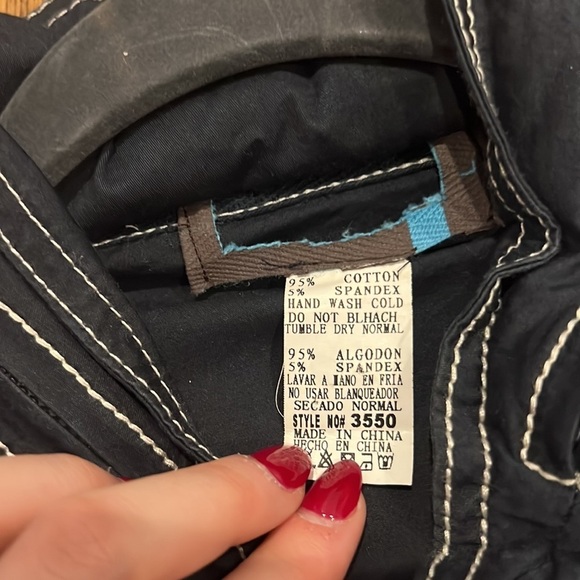 95% COTTON
5% SPANDEX
HAND WASH COLD
DO NOT BLHACH
TUMBLE DRY NORMAL
95% ALGODON
5% SPANDEX
LAVAR A MANO EN FRIA
NO USAR BLANQUEADOR
SECADO NORMAL
STYLE NO# 3550
MADE IN CHINA
HECHO EN CHINA